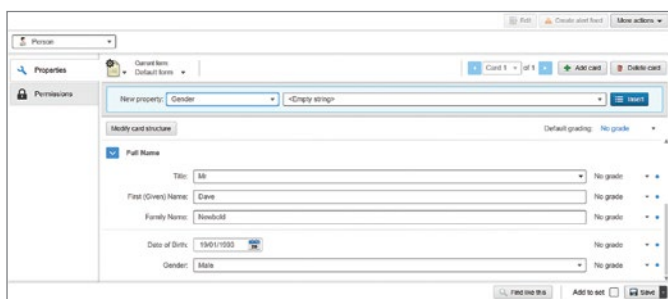 Edit Create alert feed More actions
Person
Properties Current form: Default form Card 1 of 1 Add card Delete card
Permissions
New property: Gender <Empty string> Insert
Modify card structure Default grading: No grade
Full Name
Title: Mr No grade
First (Given) Name: Dave No grade
Family Name: Newbold No grade
Date of Birth: 19/01/1993 No grade
Gender: Male No grade
Find like this Add to set Save